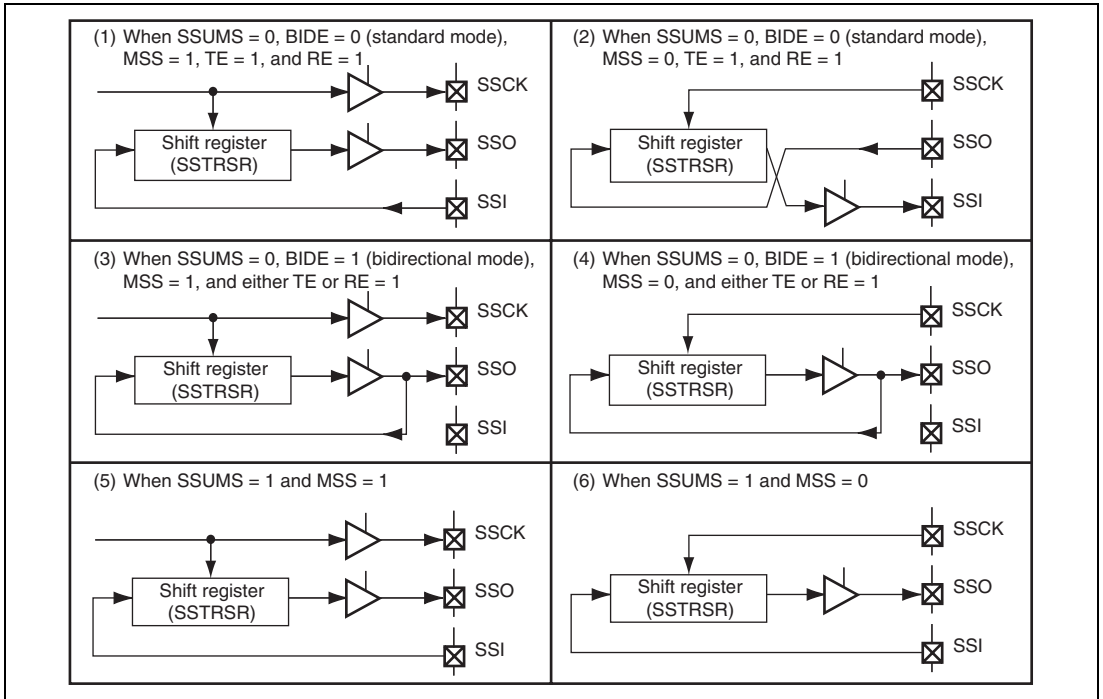 (1) When SSUMS = 0, BIDE = 0 (standard mode),
MSS = 1, TE = 1, and RE = 1
SSCK
Shift register
(SSTRSR)
SSO
SSI
(2) When SSUMS = 0, BIDE = 0 (standard mode),
MSS = 0, TE = 1, and RE = 1
SSCK
Shift register
(SSTRSR)
SSO
SSI
(3) When SSUMS = 0, BIDE = 1 (bidirectional mode),
MSS = 1, and either TE or RE = 1
SSCK
Shift register
(SSTRSR)
SSO
SSI
(4) When SSUMS = 0, BIDE = 1 (bidirectional mode),
MSS = 0, and either TE or RE = 1
SSCK
Shift register
(SSTRSR)
SSO
SSI
(5) When SSUMS = 1 and MSS = 1
SSCK
Shift register
(SSTRSR)
SSO
SSI
(6) When SSUMS = 1 and MSS = 0
SSCK
Shift register
(SSTRSR)
SSO
SSI